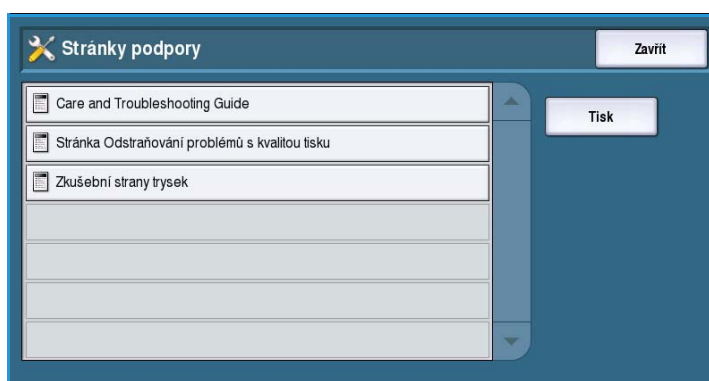 Stránky podpory
Zavřít
Care and Troubleshooting Guide
Tisk
Stránka Odstraňování problémů s kvalitou tisku
Zkušební strany trysek